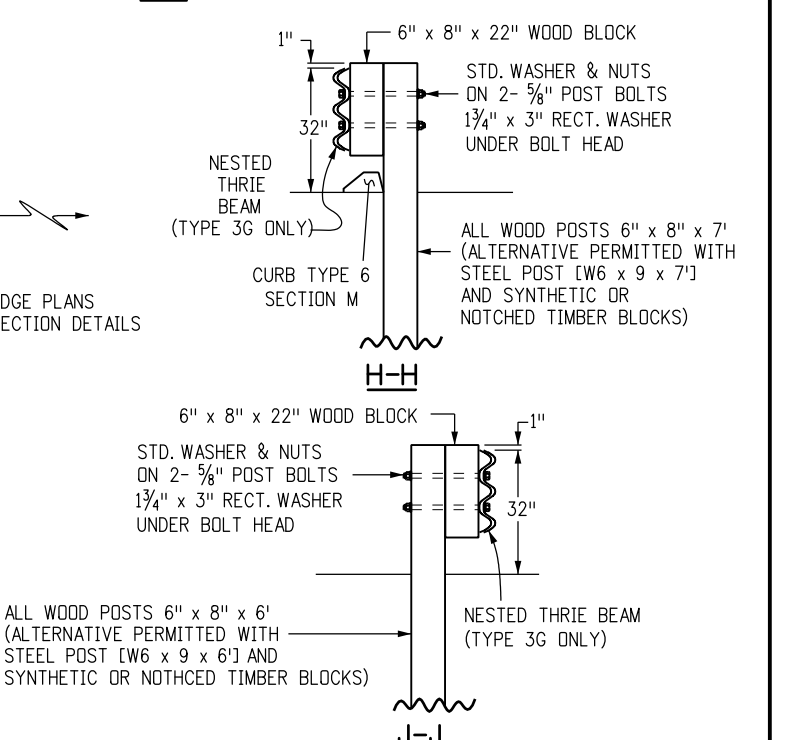 1"
6" x 8" x 22" WOOD BLOCK
STD. WASHER & NUTS
ON 2- ⅝" POST BOLTS
1¾" x 3" RECT. WASHER
UNDER BOLT HEAD
32"
NESTED
THRIE
BEAM
(TYPE 3G ONLY)
CURB TYPE 6
SECTION M
ALL WOOD POSTS 6" x 8" x 7'
(ALTERNATIVE PERMITTED WITH
STEEL POST [W6 x 9 x 7']
AND SYNTHETIC OR
NOTCHED TIMBER BLOCKS)
DGE PLANS
ECTION DETAILS
H-H
6" x 8" x 22" WOOD BLOCK
1"
STD. WASHER & NUTS
ON 2- ⅝" POST BOLTS
1¾" x 3" RECT. WASHER
UNDER BOLT HEAD
32"
ALL WOOD POSTS 6" x 8" x 6'
(ALTERNATIVE PERMITTED WITH
STEEL POST [W6 x 9 x 6'] AND
SYNTHETIC OR NOTHCED TIMBER BLOCKS)
NESTED THRIE BEAM
(TYPE 3G ONLY)
J-J